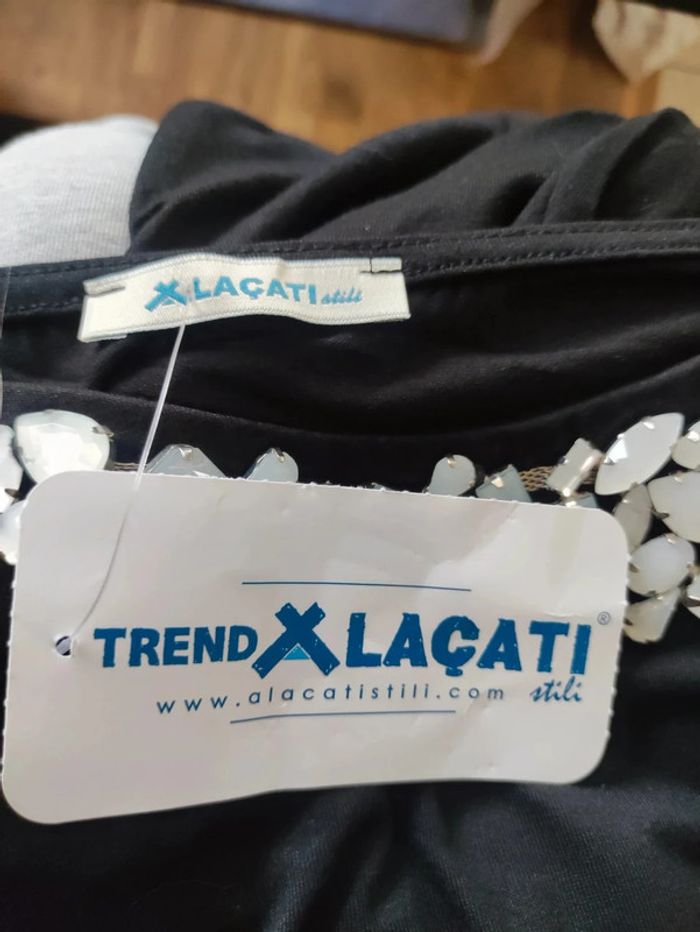 ALAÇATI stili
TREND ALAÇATI ® stili
www.alacatistili.com